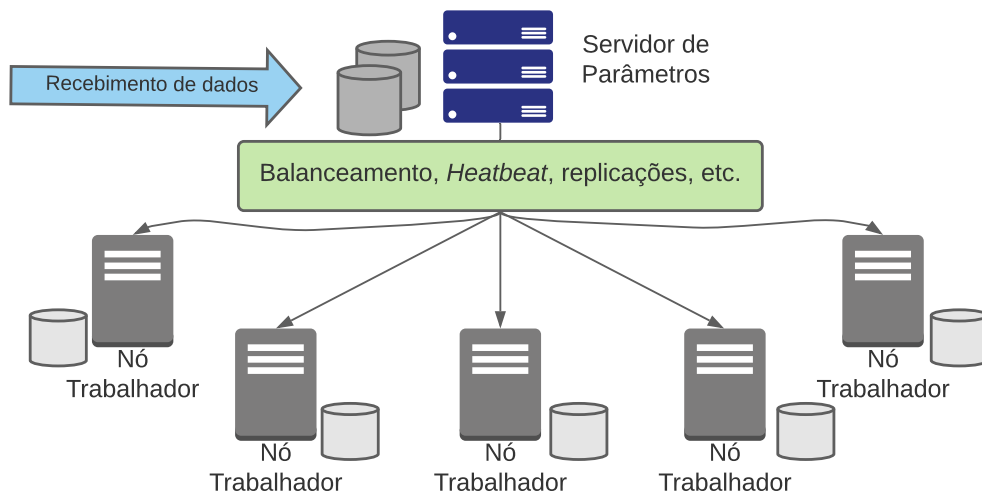 Servidor de
Parâmetros
Recebimento de dados
Balanceamento, Heatbeat, replicações, etc.
Nó
Trabalhador
Nó
Trabalhador
Nó
Trabalhador
Nó
Trabalhador
Nó
Trabalhador